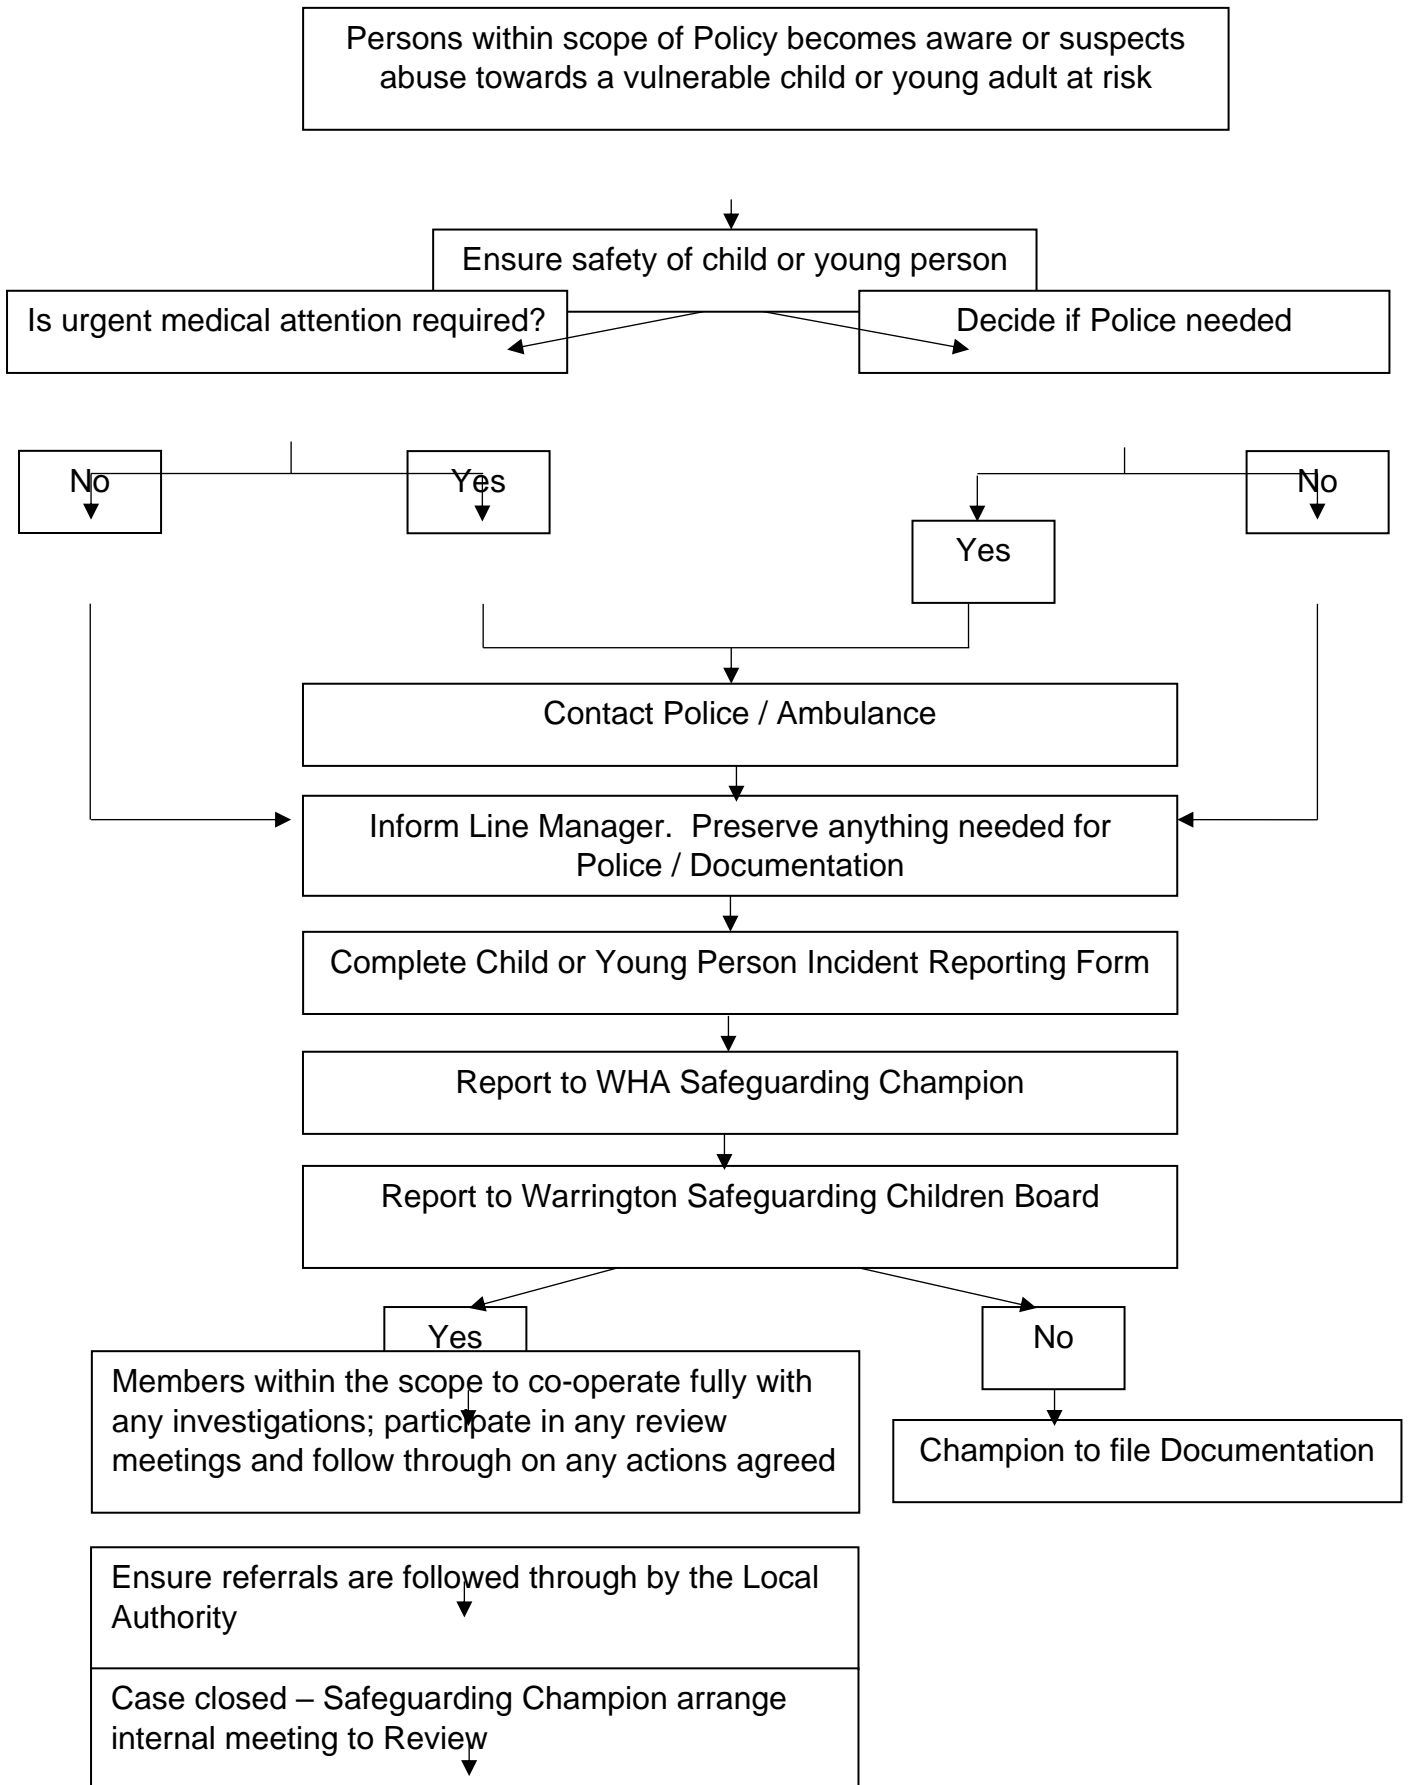 Persons within scope of Policy becomes aware or suspects
abuse towards a vulnerable child or young adult at risk
Ensure safety of child or young person
Is urgent medical attention required?
Decide if Police needed
No
Yes
Yes
No
Contact Police / Ambulance
Inform Line Manager.  Preserve anything needed for
Police / Documentation
Complete Child or Young Person Incident Reporting Form
Report to WHA Safeguarding Champion
Report to Warrington Safeguarding Children Board
Yes
No
Members within the scope to co-operate fully with
any investigations; participate in any review
meetings and follow through on any actions agreed
Champion to file Documentation
Ensure referrals are followed through by the Local
Authority
Case closed – Safeguarding Champion arrange
internal meeting to Review